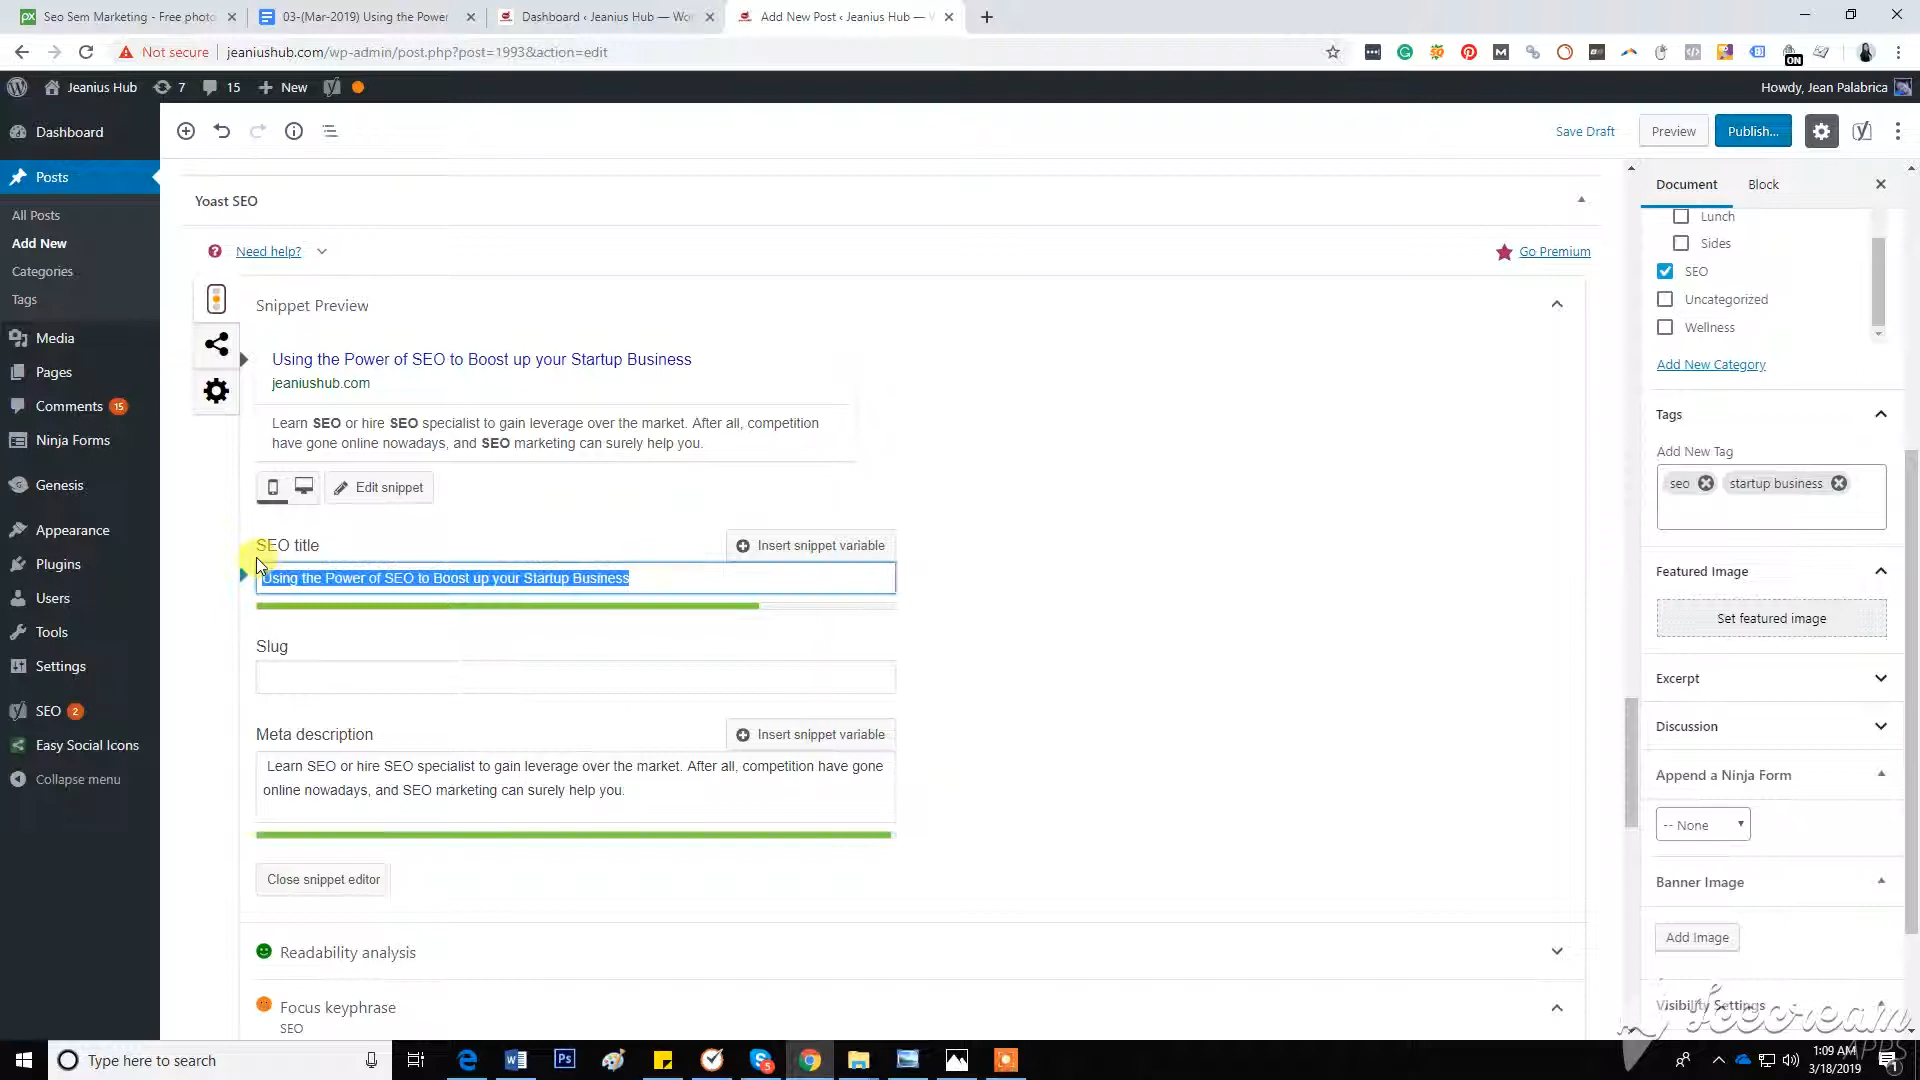 Seo Sem Marketing - Free photo
03-(Mar-2019) Using the Power
Dashboard ‹ Jeanius Hub — Wor
Add New Post ‹ Jeanius Hub — W
Not secure
jeaniushub.com/wp-admin/post.php?post=1993&action=edit
ON
Jeanius Hub
7
15
New
Howdy, Jean Palabrica
Dashboard
Posts
All Posts
Add New
Categories
Tags
Media
Pages
Comments 15
Ninja Forms
Genesis
Appearance
Plugins
Users
Tools
Settings
SEO 2
Easy Social Icons
Collapse menu
Save Draft
Preview
Publish...
Yoast SEO
Need help?
Go Premium
Snippet Preview
Using the Power of SEO to Boost up your Startup Business
jeaniushub.com
Learn SEO or hire SEO specialist to gain leverage over the market. After all, competition
have gone online nowadays, and SEO marketing can surely help you.
Edit snippet
SEO title
Insert snippet variable
Using the Power of SEO to Boost up your Startup Business
Slug
Meta description
Insert snippet variable
Learn SEO or hire SEO specialist to gain leverage over the market. After all, competition have gone
online nowadays, and SEO marketing can surely help you.
Close snippet editor
Readability analysis
Focus keyphrase
SEO
Document
Block
Lunch
Sides
SEO
Uncategorized
Wellness
Add New Category
Tags
Add New Tag
seo
startup business
Featured Image
Set featured image
Excerpt
Discussion
Append a Ninja Form
-- None
Banner Image
Add Image
Visibility Settings
Icecream
APPS
Type here to search
1:09 AM
3/18/2019